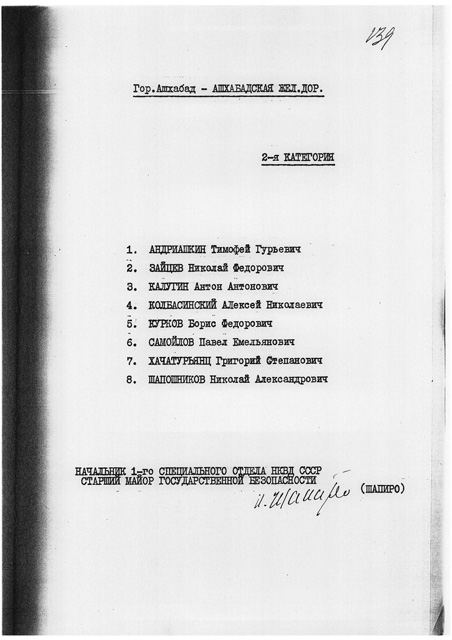 139
Гор.Ашхабад - АШХАБАДСКАЯ ЖЕЛ.ДОР.
2-я КАТЕГОРИЯ
1. АНДРИАШКИН Тимофей Гурьевич
2. ЗАЙЦЕВ Николай Федорович
3. КАЛУГИН Антон Антонович
4. КОЛБАСИНСКИЙ Алексей Николаевич
5. КУРКОВ Борис Федорович
6. САМОЙЛОВ Павел Емельянович
7. ХАЧАТУРЬЯНЦ Григорий Степанович
8. ШАПОШНИКОВ Николай Александрович
НАЧАЛЬНИК 1-го СПЕЦИАЛЬНОГО ОТДЕЛА НКВД СССР
СТАРШИЙ МАЙОР ГОСУДАРСТВЕННОЙ БЕЗОПАСНОСТИ
И. Шапиро (ШАПИРО)